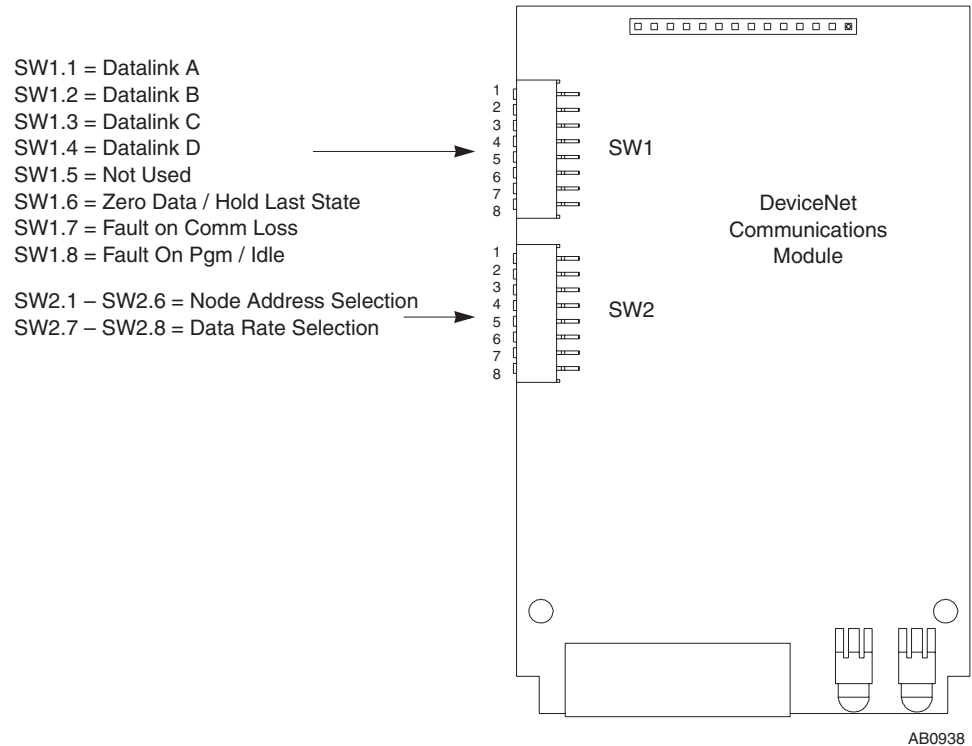 SW1.1 = Datalink A
SW1.2 = Datalink B
SW1.3 = Datalink C
SW1.4 = Datalink D
SW1.5 = Not Used
SW1.6 = Zero Data / Hold Last State
SW1.7 = Fault on Comm Loss
SW1.8 = Fault On Pgm / Idle
SW2.1 – SW2.6 = Node Address Selection
SW2.7 – SW2.8 = Data Rate Selection
1
2
3
4
5
6
7
8
SW1
1
2
3
4
5
6
7
8
SW2
DeviceNet
Communications
Module
AB0938